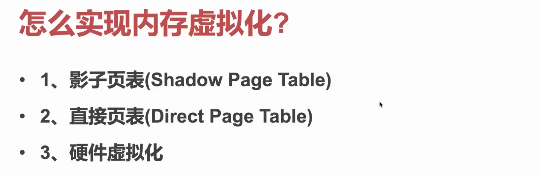 怎么实现内存虚拟化?
• 1、影子页表(Shadow Page Table)
• 2、直接页表(Direct Page Table)
• 3、硬件虚拟化